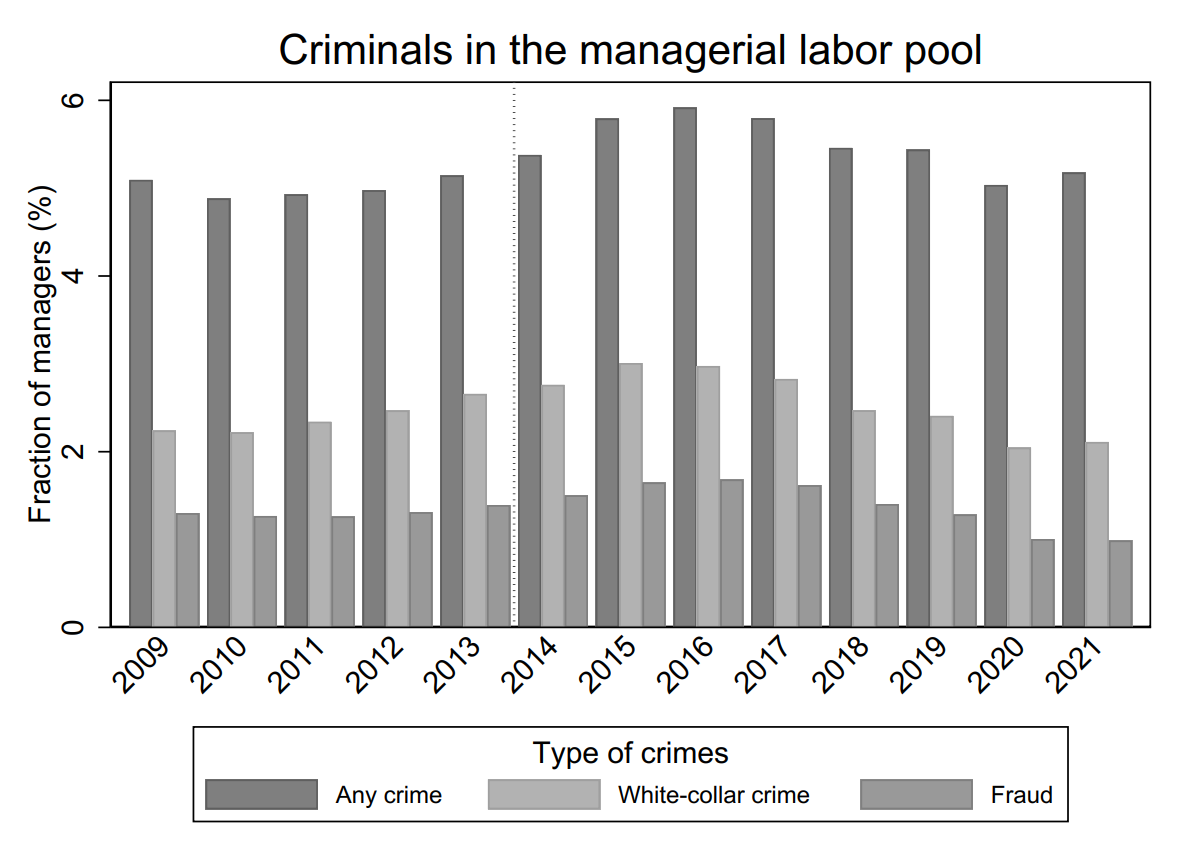 Criminals in the managerial labor pool
Fraction of managers (%)
6
4
2
0
2009 2010 2011 2012 2013 2014 2015 2016 2017 2018 2019 2020 2021
Type of crimes
Any crime White-collar crime Fraud